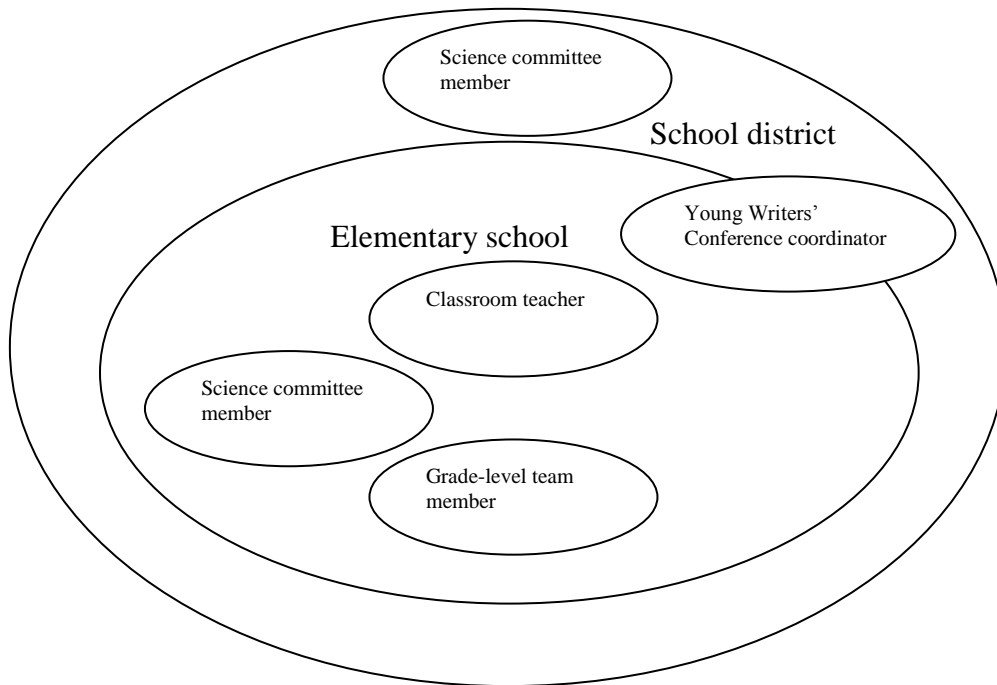 Science committee
member
School district
Young Writers’
Conference coordinator
Elementary school
Classroom teacher
Science committee
member
Grade-level team
member